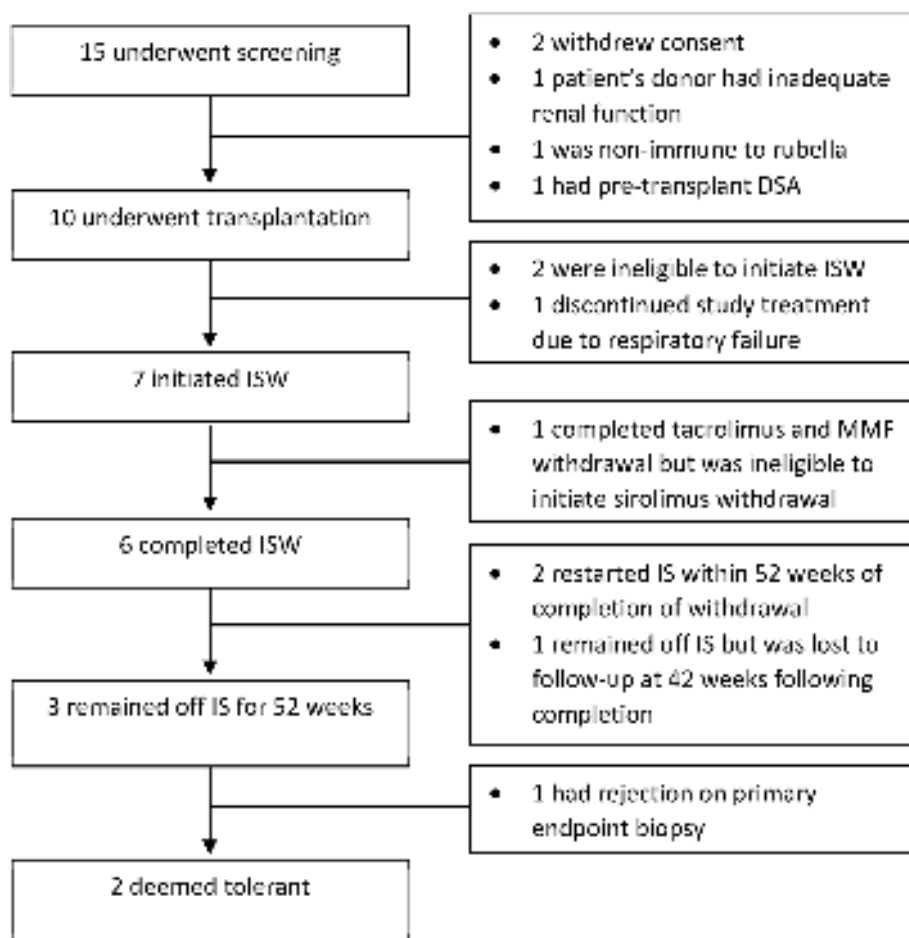 15 underwent screening
• 2 withdrew consent
• 1 patient's donor had inadequate
renal function
• 1 was non-immune to rubella
• 1 had pre-transplant DSA
10 underwent transplantation
• 2 were ineligible to initiate ISW
• 1 discontinued study treatment
due to respiratory failure
7 initiated ISW
• 1 completed tacrolimus and MMF
withdrawal but was ineligible to
initiate sirolimus withdrawal
6 completed ISW
• 2 restarted IS within 52 weeks of
completion of withdrawal
• 1 remained off IS but was lost to
follow-up at 42 weeks following
completion
3 remained off IS for 52 weeks
• 1 had rejection on primary
endpoint biopsy
2 deemed tolerant